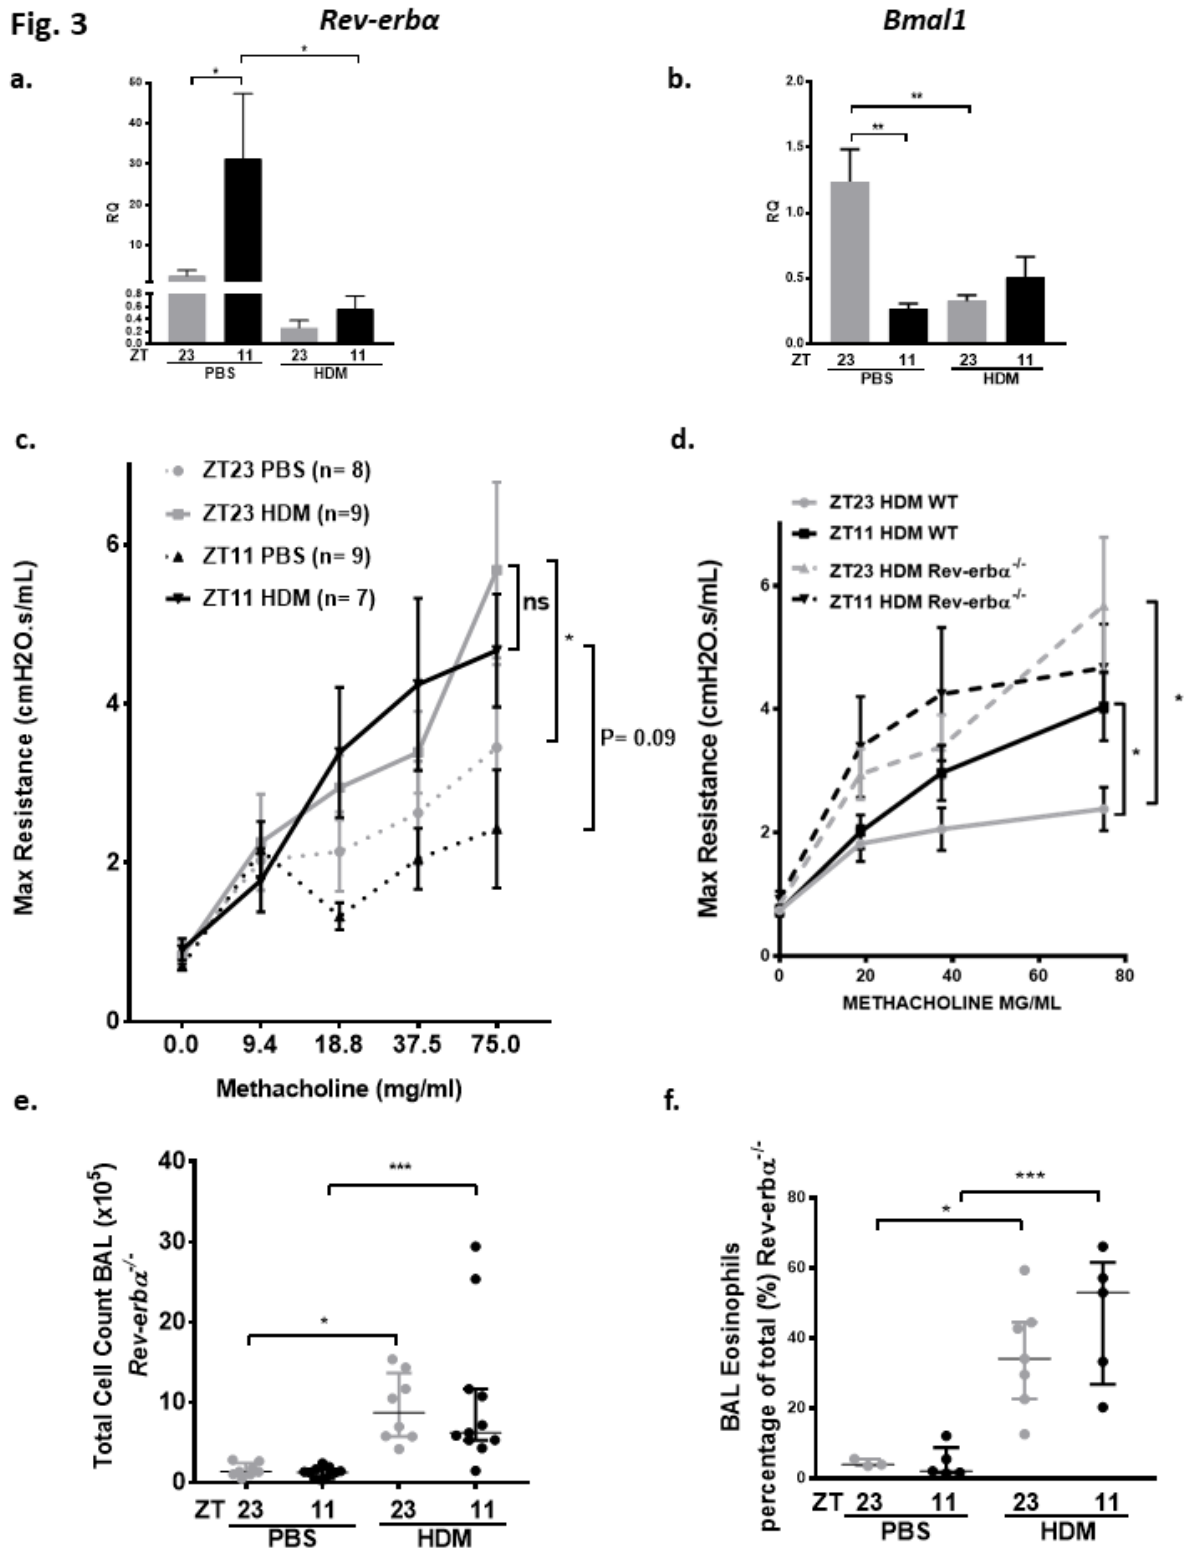 Fig. 3
Rev-erbα
Bmal1
a.
*
*
RQ
50
40
30
20
10
0.8
0.6
0.4
0.2
0.0
ZT 23 11 23 11
PBS HDM
b.
**
**
RQ
2.0
1.5
1.0
0.5
0.0
ZT 23 11 23 11
PBS HDM
c.
ZT23 PBS (n= 8)
ZT23 HDM (n=9)
ZT11 PBS (n= 9)
ZT11 HDM (n= 7)
Max Resistance (cmH2O.s/mL)
6
4
2
0
ns
*
P= 0.09
0.0 9.4 18.8 37.5 75.0
Methacholine (mg/ml)
d.
ZT23 HDM WT
ZT11 HDM WT
ZT23 HDM Rev-erbα-/-
ZT11 HDM Rev-erbα-/-
Max Resistance (cmH2O.s/mL)
6
4
2
0
*
*
0 20 40 60 80
METHACHOLINE MG/ML
e.
Total Cell Count BAL (x10⁵)
Rev-erbα-/-
40
30
20
10
0
***
*
ZT 23 11 23 11
PBS HDM
f.
BAL Eosinophils
percentage of total (%) Rev-erbα-/-
80
60
40
20
0
***
*
ZT 23 11 23 11
PBS HDM